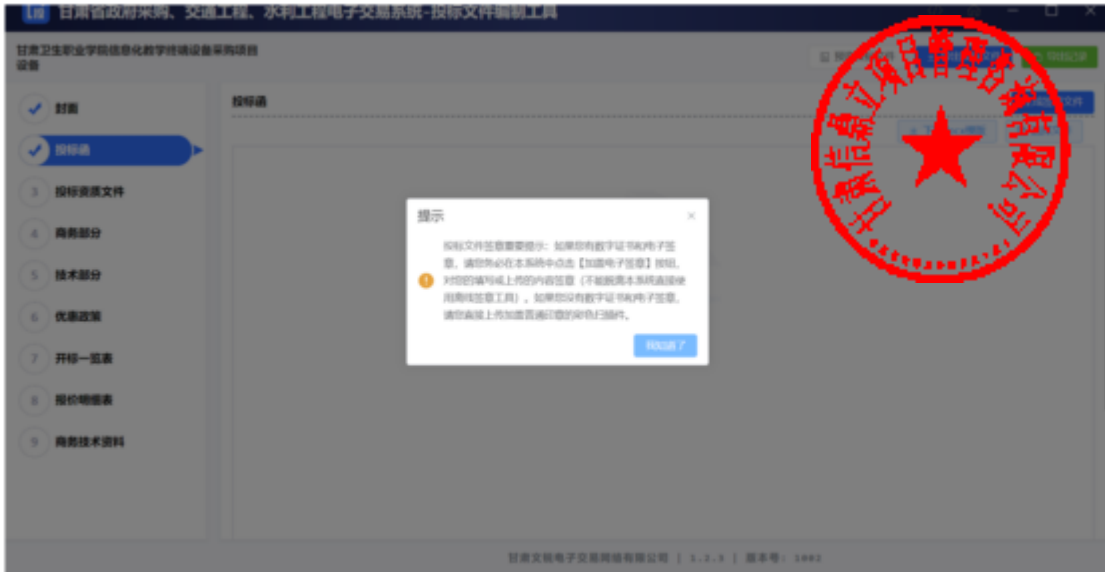 甘肃省政府采购、交通工程、水利工程电子交易系统-投标文件编制工具
甘肃卫生职业学院信息化教学终端设备采购项目
设备
封面
投标函
3 投标资质文件
4 商务部分
5 技术部分
6 优惠政策
7 开标一览表
8 报价明细表
9 商务技术资料
投标函
提示
投标文件签章重要提示：如果您有数字证书和电子签
章，请您务必在本系统中点击【加盖电子签章】按钮，
对您的填写或上传的内容签章（不能脱离本系统直接使
用离线签章工具）。如果您没有数字证书和电子签章，
请您直接上传加盖普通印章的彩色扫描件。
我知道了
甘肃文锐电子交易网络有限公司 | 1.2.5 | 版本号: 1002